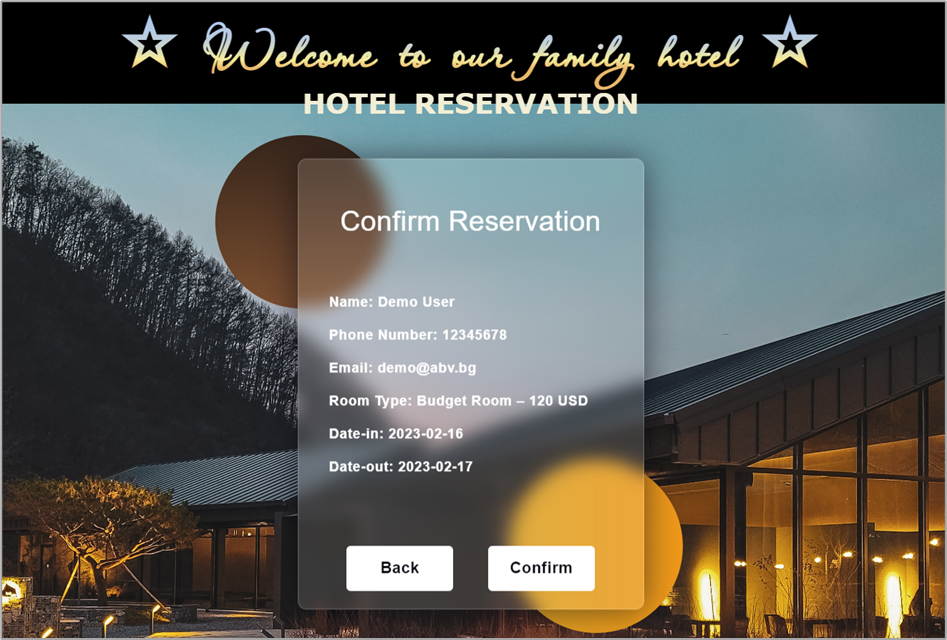 Welcome to our family hotel
HOTEL RESERVATION
Confirm Reservation
Name: Demo User
Phone Number: 12345678
Email: demo@abv.bg
Room Type: Budget Room – 120 USD
Date-in: 2023-02-16
Date-out: 2023-02-17
Back Confirm